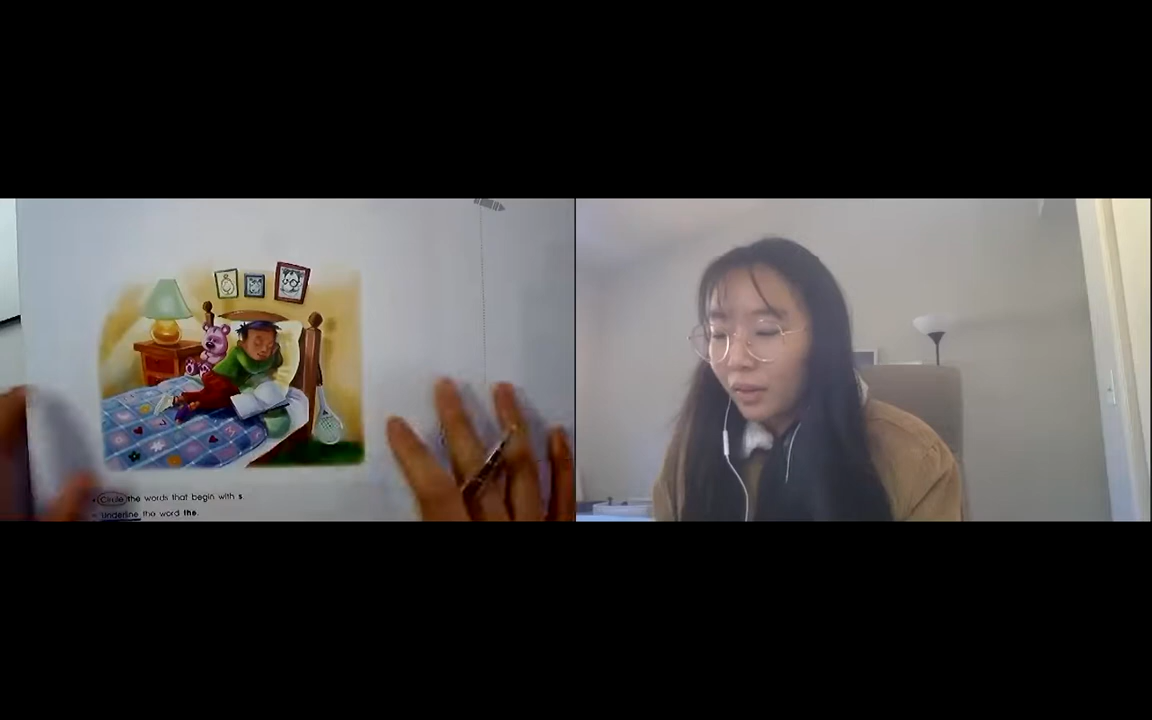 • Circle the words that begin with s.
– underline the word the.